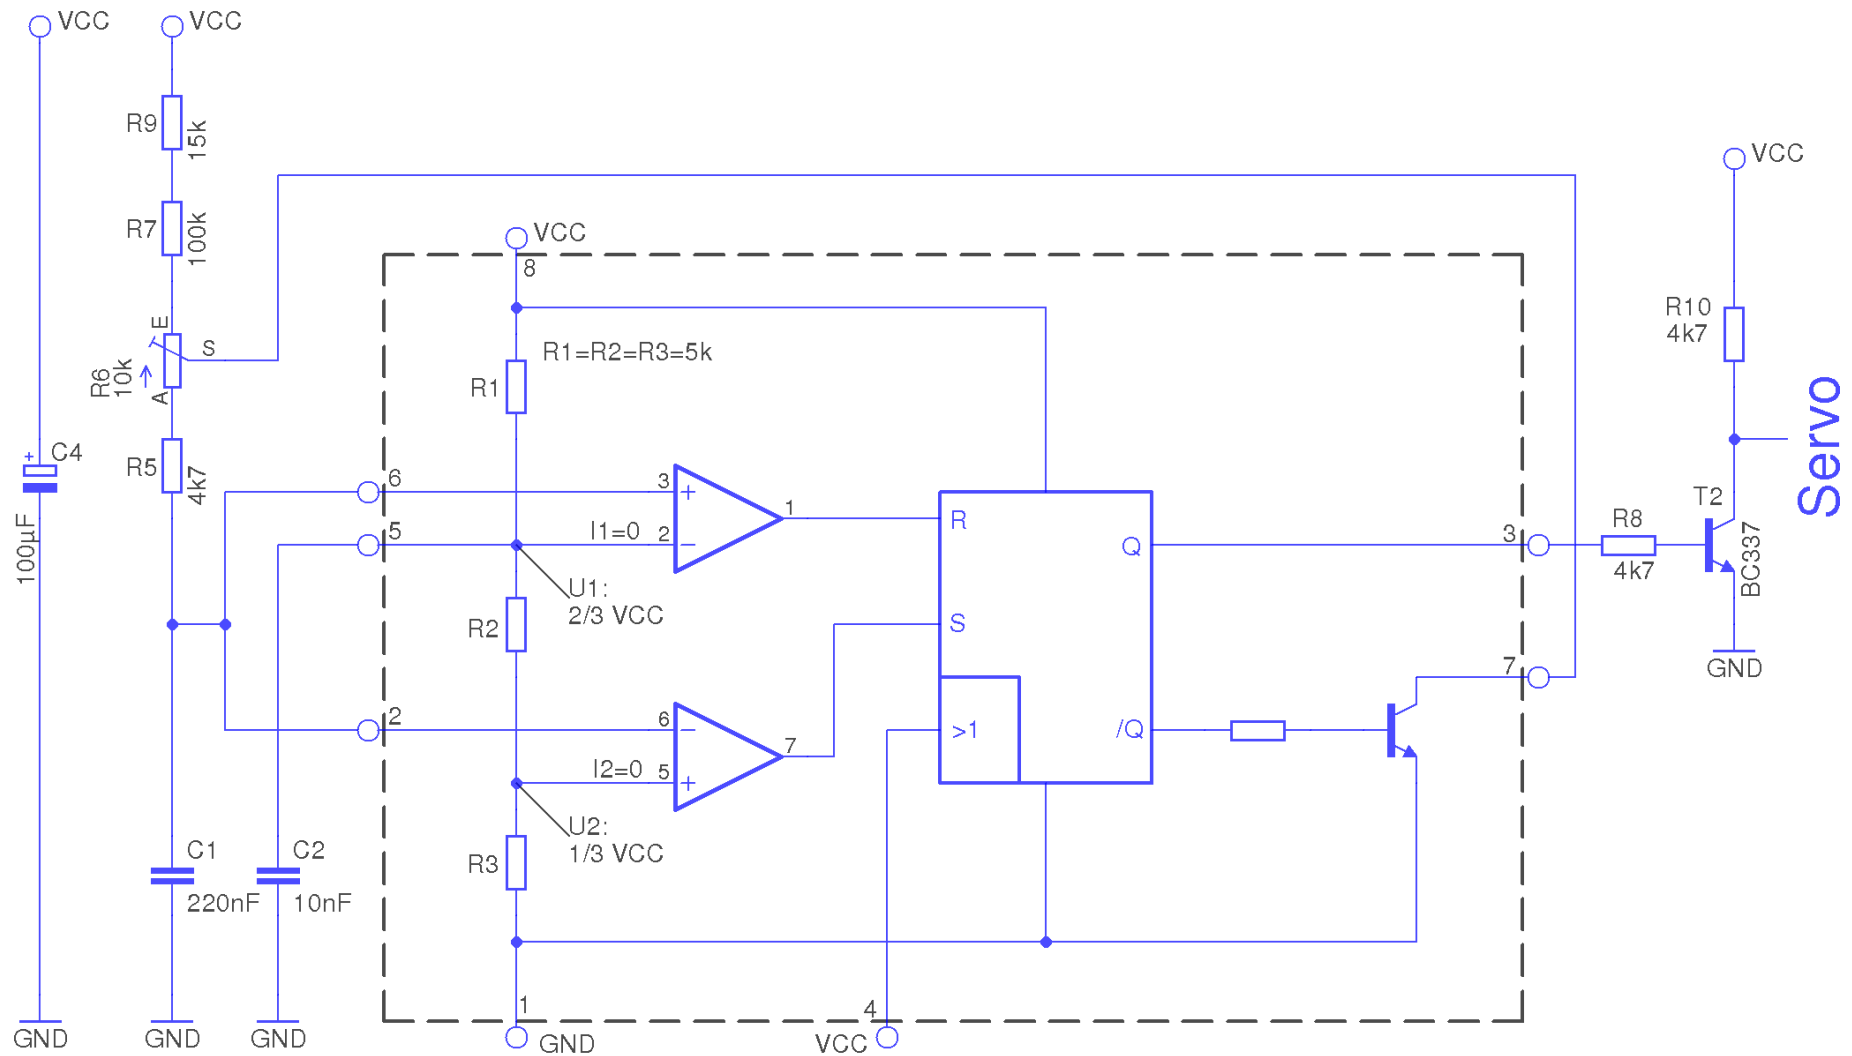 VCC
VCC
R9
15k
R7
100k
E
S
R6
10k
A
R5
4k7
+
C4
100µF
GND
C1
220nF
GND
C2
10nF
GND
VCC
8
R1=R2=R3=5k
R1
6
5
I1=0
3
+
2
−
1
U1:
2/3 VCC
R2
2
6
−
I2=0
5
+
7
U2:
1/3 VCC
R3
1
GND
4
VCC
R
S
>1
Q
/Q
3
7
R8
4k7
VCC
R10
4k7
T2
BC337
GND
Servo